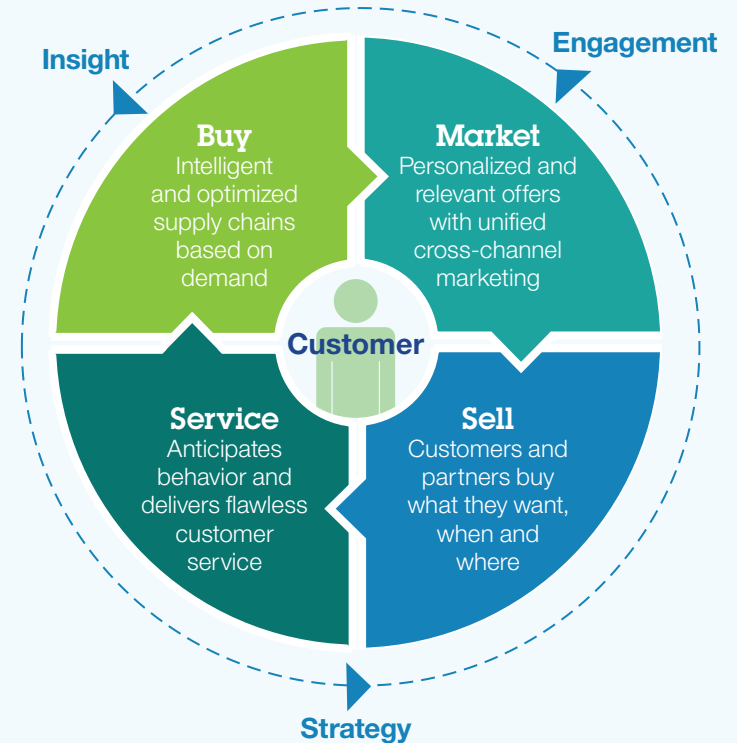 Insight
Engagement
Buy
Intelligent
and optimized
supply chains
based on
demand
Market
Personalized and
relevant offers
with unified
cross-channel
marketing
Customer
Service
Anticipates
behavior and
delivers flawless
customer
service
Sell
Customers and
partners buy
what they want,
when and
where
Strategy